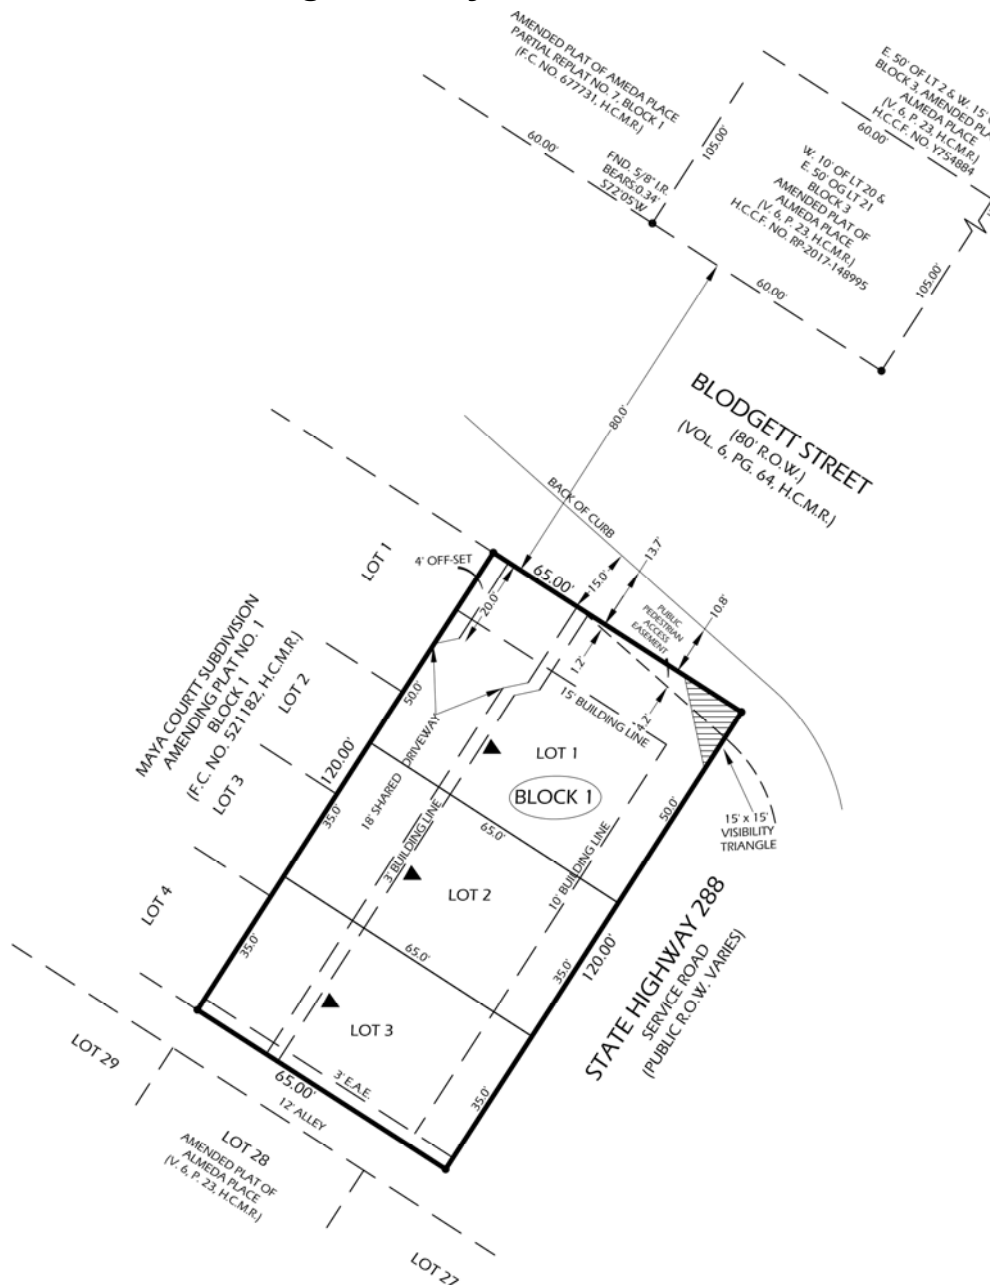 AMENDED PLAT OF AMEDA PLACE
PARTIAL REPLAT NO. 7, BLOCK 1
(F.C. NO. 677731, H.C.M.R.)
60.00'
FND. 5/8" I.R.
BEARS:0.34'
S72°05'W
105.00'
E. 50' OF LT 2 & W. 15'
BLOCK 3, AMENDED
ALMEDA PLACE
(V. 6, P. 23, H.C.M.R.)
H.C.C.F. NO. Y754884
60.00'
W. 10' OF LT 20 &
E. 50' OG LT 21
BLOCK 3
AMENDED PLAT OF
ALMEDA PLACE
(V. 6, P. 23, H.C.M.R.)
H.C.C.F. NO. RP-2017-148995
105.00'
60.00'
80.0'
BLODGETT STREET
(80' R.O.W.)
(VOL. 6, PG. 64, H.C.M.R.)
BACK OF CURB
13.7'
15.0'
10.8'
65.00'
4' OFF-SET
20.0'
PUBLIC
PEDESTRIAN
ACCESS
EASEMENT
1.2'
4.2'
15' BUILDING LINE
LOT 1
LOT 2
LOT 3
LOT 4
MAYA COURTT SUBDIVISION
AMENDING PLAT NO. 1
BLOCK 1
(F.C. NO. 521182, H.C.M.R.)
50.0'
120.00'
35.0'
35.0'
18' SHARED DRIVEWAY
3' BUILDING LINE
LOT 1
BLOCK 1
65.0'
50.0'
15' x 15'
VISIBILITY
TRIANGLE
10' BUILDING LINE
LOT 2
65.0'
35.0'
120.00'
STATE HIGHWAY 288
SERVICE ROAD
(PUBLIC R.O.W. VARIES)
LOT 3
35.0'
3' E.A.E.
65.00'
12' ALLEY
LOT 29
LOT 28
AMENDED PLAT OF
ALMEDA PLACE
(V. 6, P. 23, H.C.M.R.)
LOT 27